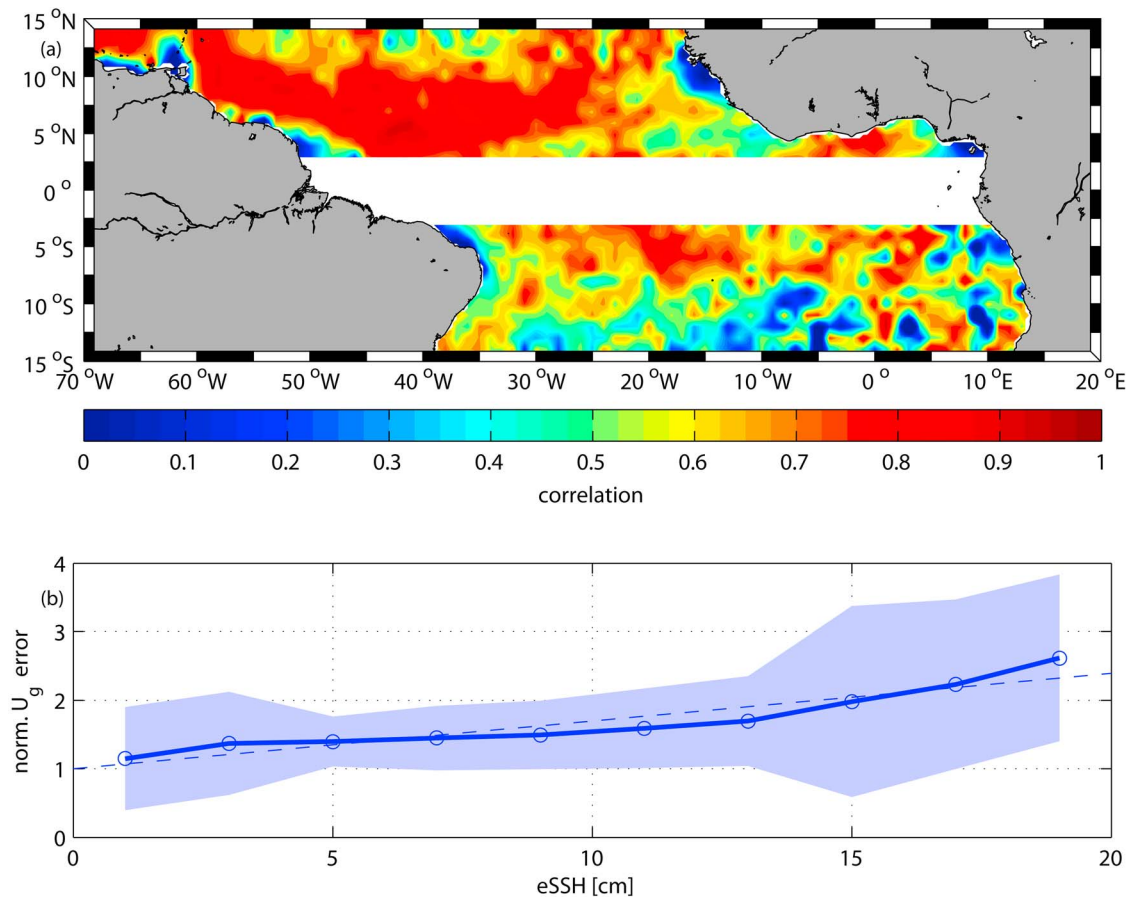 15 °N
(a)
10 °N
5 °N
0 °
5 °S
10 °S
15 °S
70 °W 60 °W 50 °W 40 °W 30 °W 20 °W 10 °W 0 ° 10 °E 20 °E
0 0.1 0.2 0.3 0.4 0.5 0.6 0.7 0.8 0.9 1
correlation
4
(b)
3
2
1
0
norm. Ug error
0 5 10 15 20
eSSH [cm]